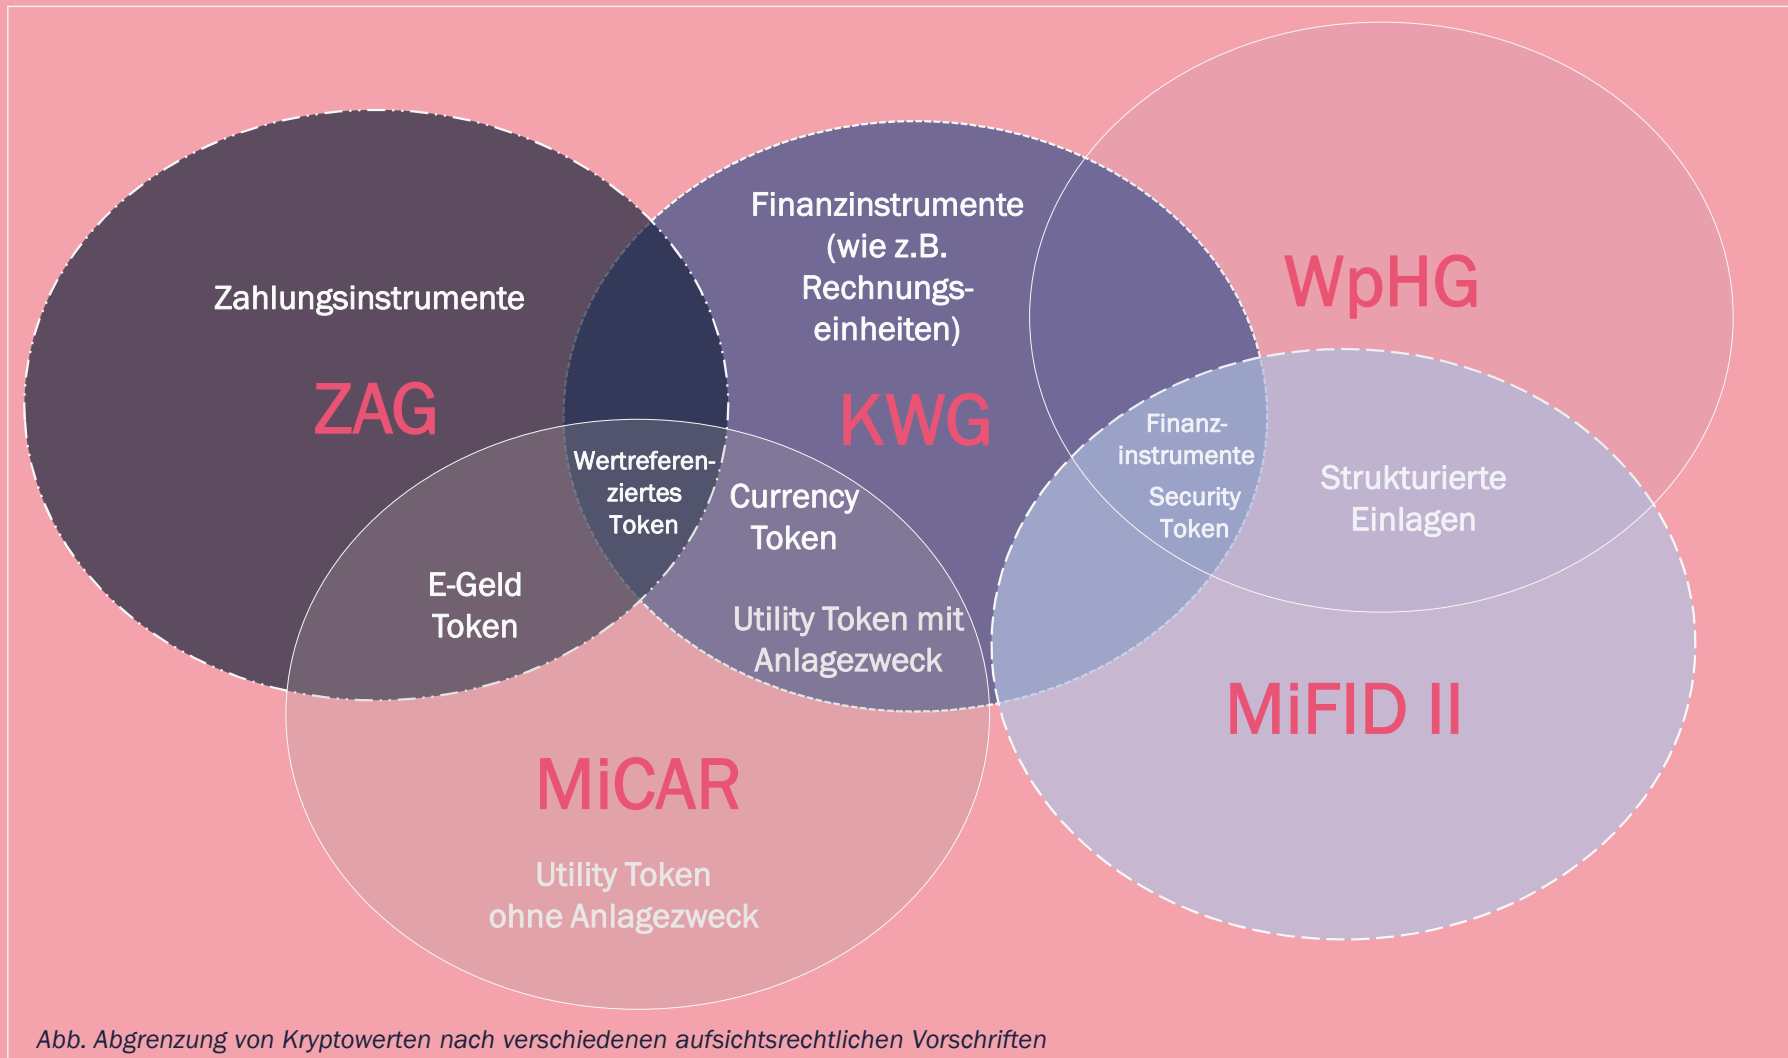 Zahlungsinstrumente
ZAG
E-Geld
Token
Wertreferen-
ziertes
Token
Finanzinstrumente
(wie z.B.
Rechnungs-
einheiten)
KWG
Currency
Token
Utility Token mit
Anlagezweck
WpHG
Finanz-
instrumente
Security
Token
Strukturierte
Einlagen
MiFID II
MiCAR
Utility Token
ohne Anlagezweck
Abb. Abgrenzung von Kryptowerten nach verschiedenen aufsichtsrechtlichen Vorschriften